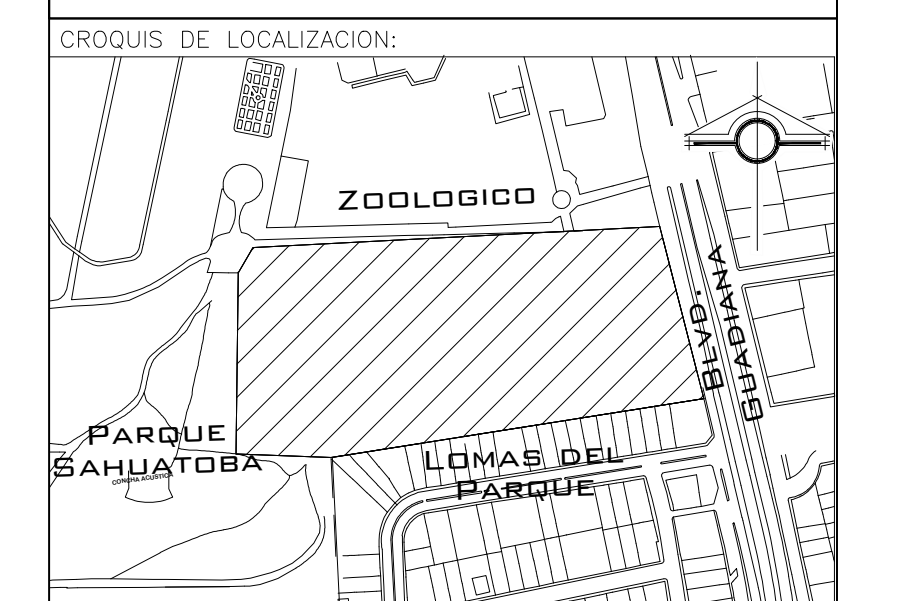 CROQUIS DE LOCALIZACION:
ZOOLOGICO
BLVD.
GUADIANA
PARQUE
SAHUATOBA
CONCHA ACUSTICA
LOMAS DEL
PARQUE